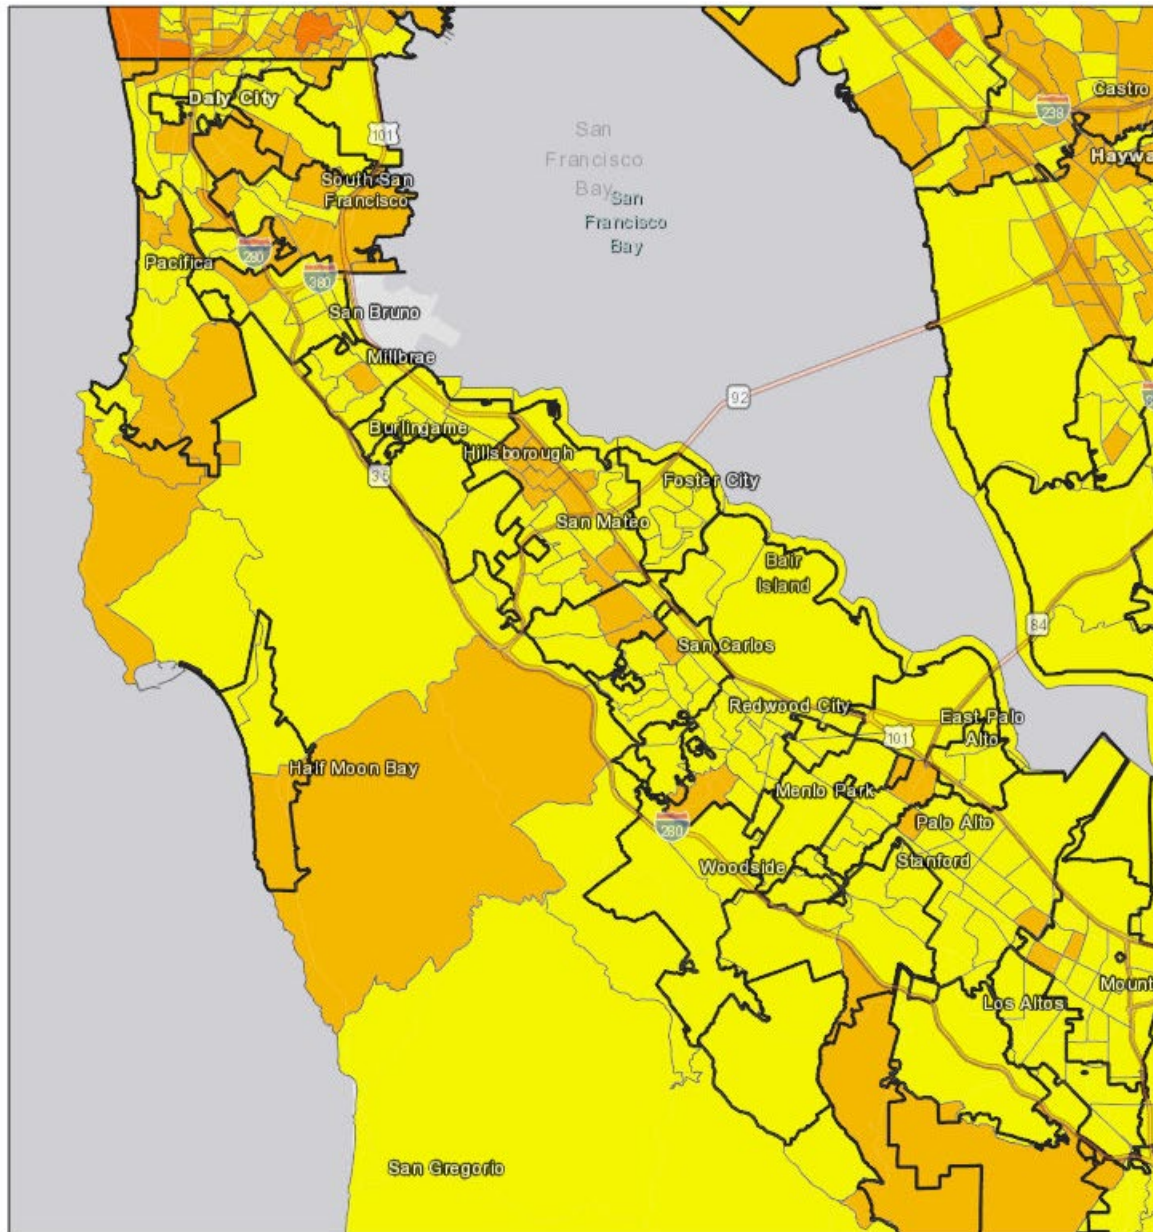 Castro
238
Daly City
101
San
Francisco
Bay
Haywa
South San
Francisco
San
Francisco
Bay
Pacifica
280
380
San Bruno
Millbrae
92
Burlingame
Hillsborough
35
Foster City
San Mateo
Bair
Island
84
San Carlos
Redwood City
East Palo
Alto
101
Half Moon Bay
Menlo Park
280
Palo Alto
Stanford
Woodside
Mount
Los Altos
San Gregorio